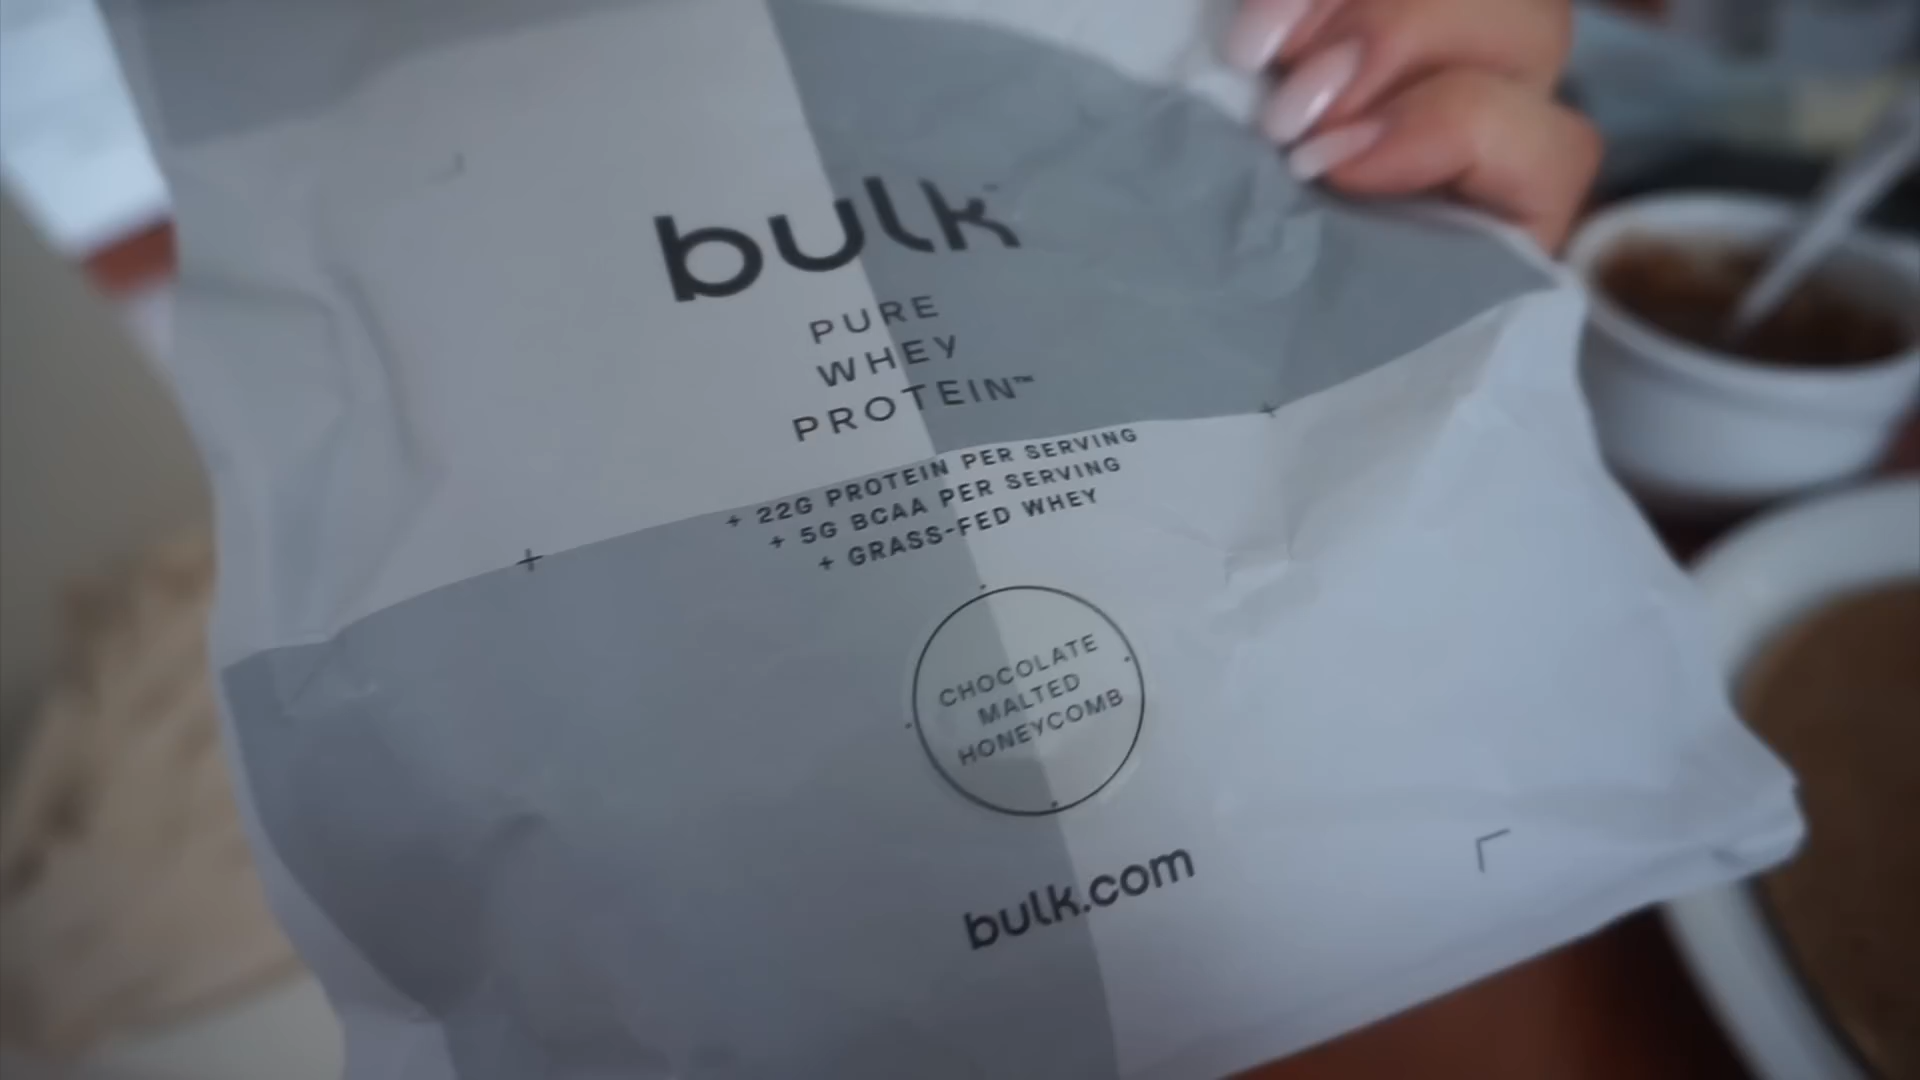 bulk™
PURE
WHEY
PROTEIN™
+ 22G PROTEIN PER SERVING
+ 5G BCAA PER SERVING
+ GRASS-FED WHEY
CHOCOLATE
MALTED
HONEYCOMB
bulk.com